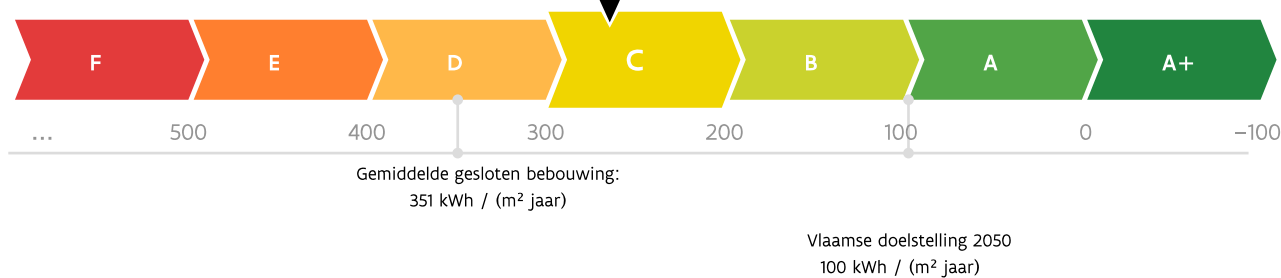 F E D C B A A+
... 500 400 300 200 100 0 −100
Gemiddelde gesloten bebouwing:
351 kWh / (m² jaar)
Vlaamse doelstelling 2050
100 kWh / (m² jaar)